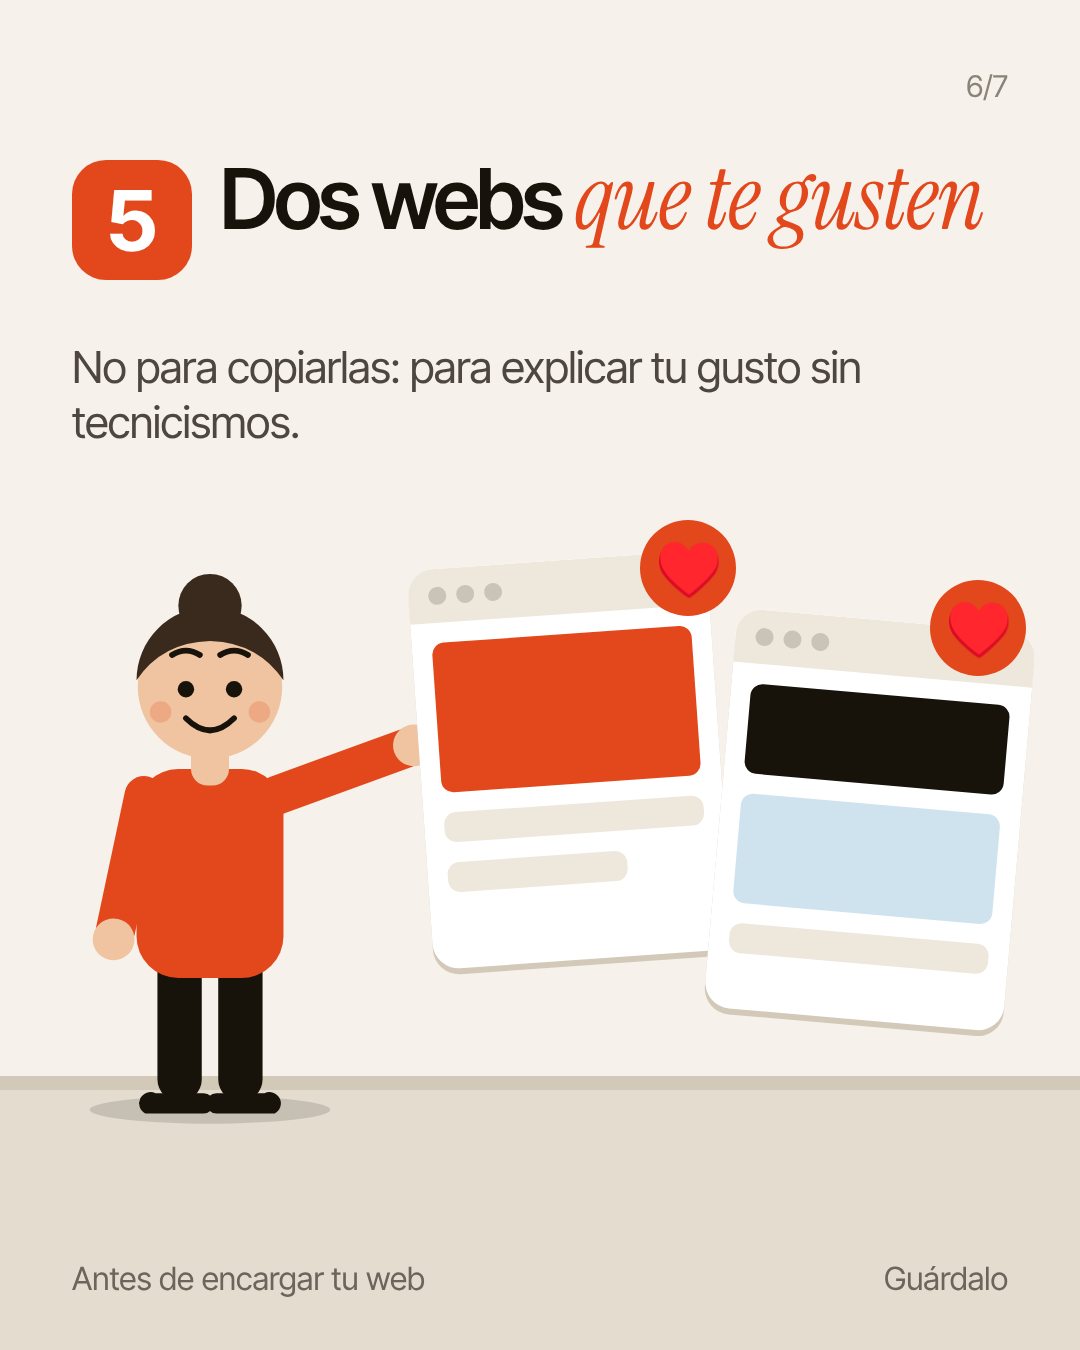 6/7
5
Dos webs que te gusten
No para copiarlas: para explicar tu gusto sin
tecnicismos.
Antes de encargar tu web
Guárdalo